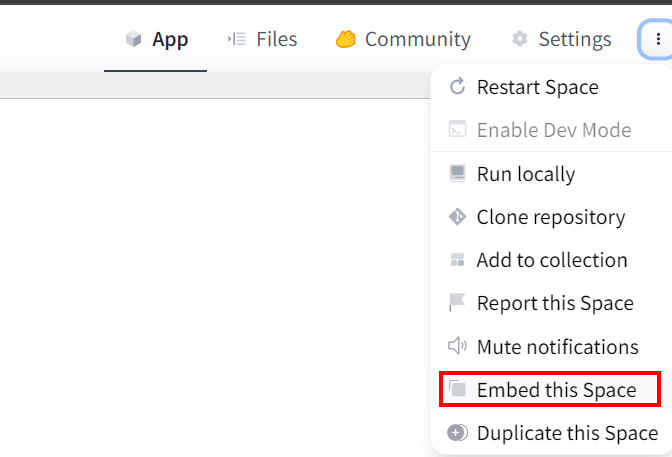 App Files Community Settings
Restart Space
Enable Dev Mode
Run locally
Clone repository
Add to collection
Report this Space
Mute notifications
Embed this Space
Duplicate this Space